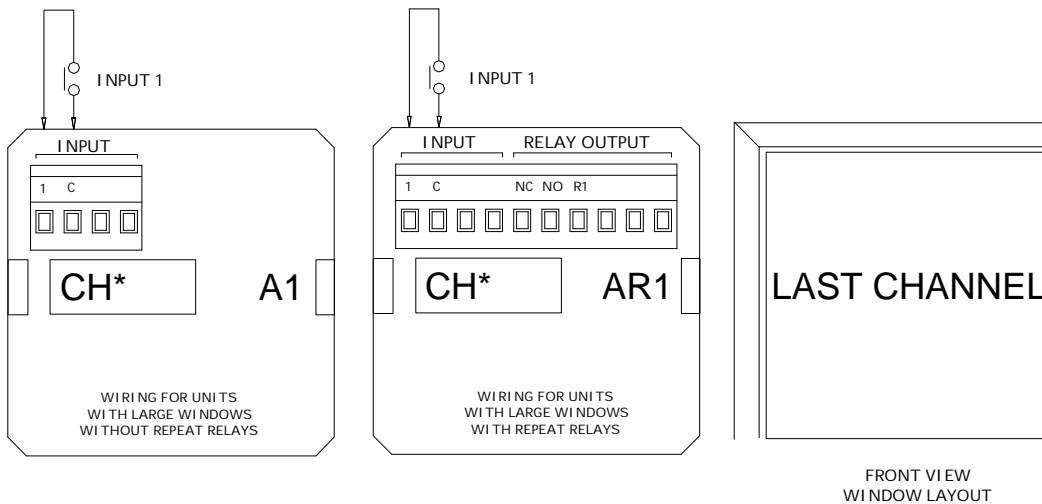 INPUT 1
INPUT
1 C
CH* A1
WIRING FOR UNITS
WITH LARGE WINDOWS
WITHOUT REPEAT RELAYS
INPUT 1
INPUT RELAY OUTPUT
1 C NC NO R1
CH* AR1
WIRING FOR UNITS
WITH LARGE WINDOWS
WITH REPEAT RELAYS
LAST CHANNEL
FRONT VIEW
WINDOW LAYOUT